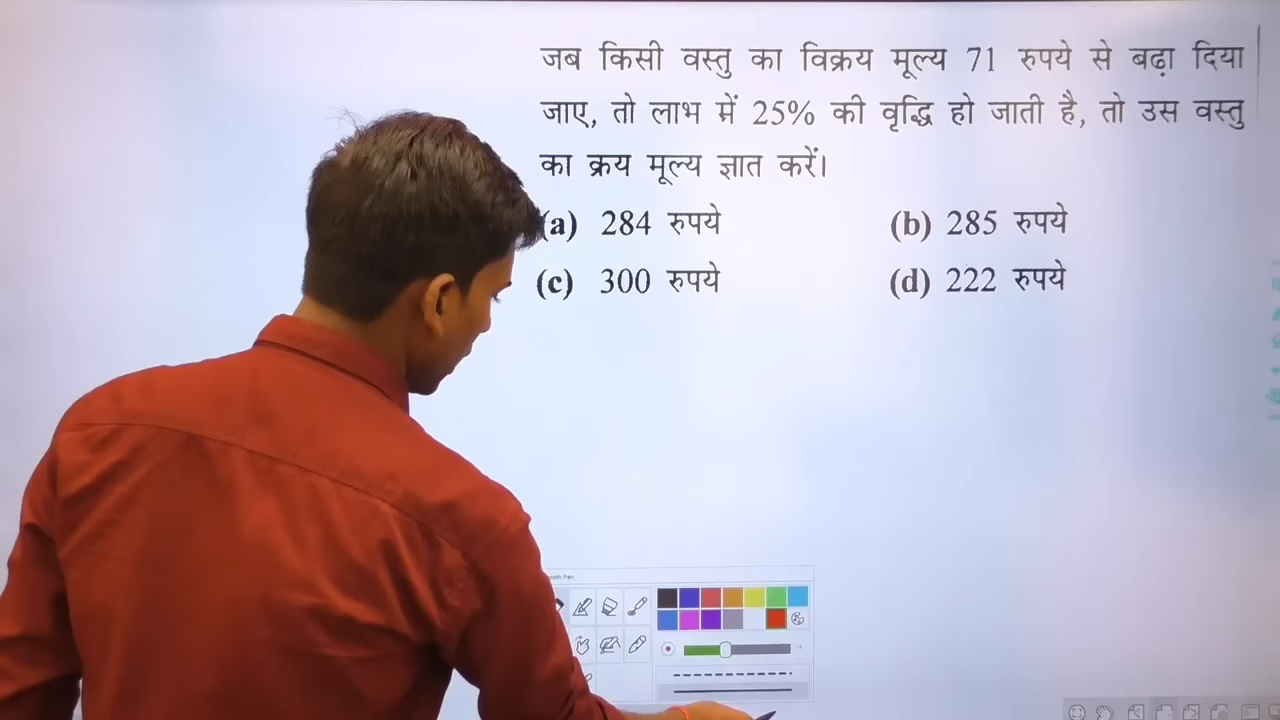 जब किसी वस्तु का विक्रय मूल्य 71 रुपये से बढ़ा दिया
जाए, तो लाभ में 25% की वृद्धि हो जाती है, तो उस वस्तु
का क्रय मूल्य ज्ञात करें।
(a) 284 रुपये (b) 285 रुपये
(c) 300 रुपये (d) 222 रुपये
Pen